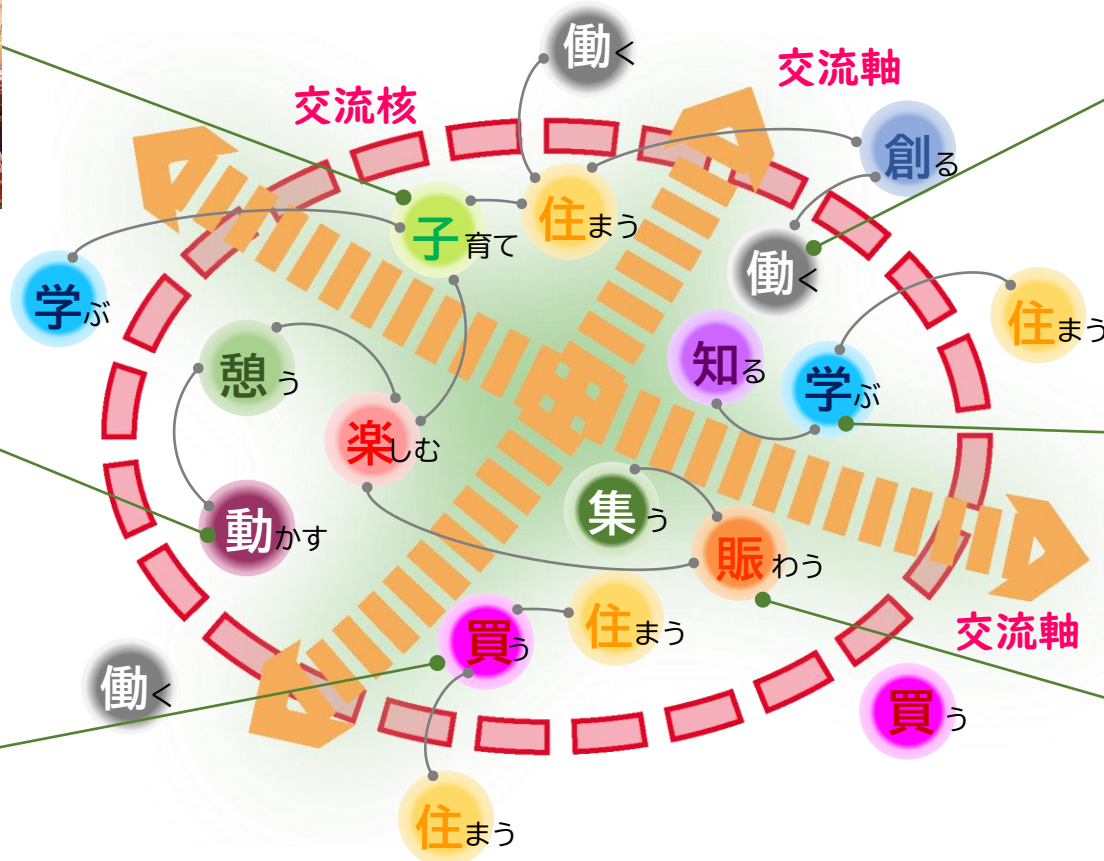 働く
交流軸
交流核
創る
住まう
子育て
働く
学ぶ
住まう
知る
憩う
学ぶ
楽しむ
集う
動かす
賑わう
住まう
買う
交流軸
働く
買う
住まう